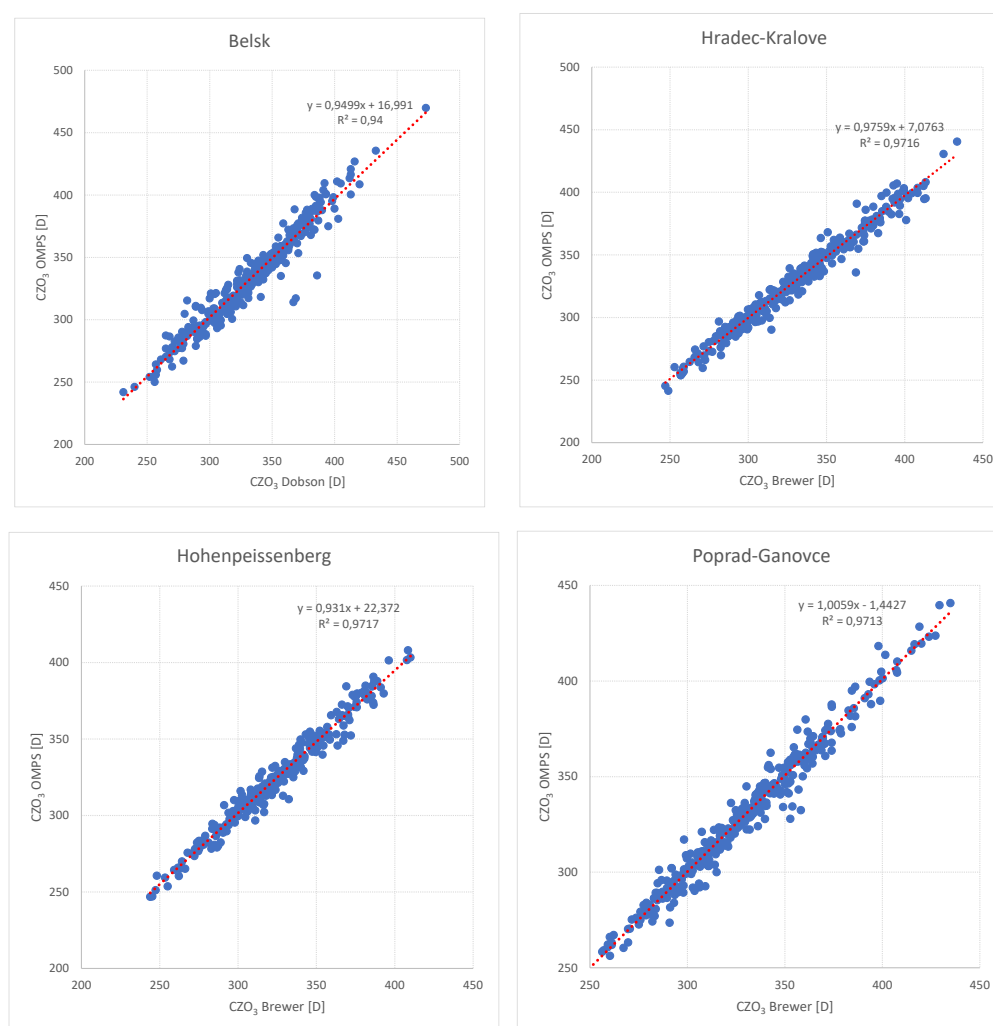 Belsk
500
450
400
350
300
250
200
200 250 300 350 400 450 500
CZO₃ OMPS [D]
CZO₃ Dobson [D]
y = 0,9499x + 16,991
R² = 0,94
Hradec-Kralove
500
450
400
350
300
250
200
200 250 300 350 400 450
CZO₃ OMPS [D]
CZO₃ Brewer [D]
y = 0,9759x + 7,0763
R² = 0,9716
Hohenpeissenberg
450
400
350
300
250
200
200 250 300 350 400 450
CZO₃ OMPS [D]
CZO₃ Brewer [D]
y = 0,931x + 22,372
R² = 0,9717
Poprad-Ganovce
450
400
350
300
250
250 300 350 400 450
CZO₃ OMPS [D]
CZO₃ Brewer [D]
y = 1,0059x - 1,4427
R² = 0,9713